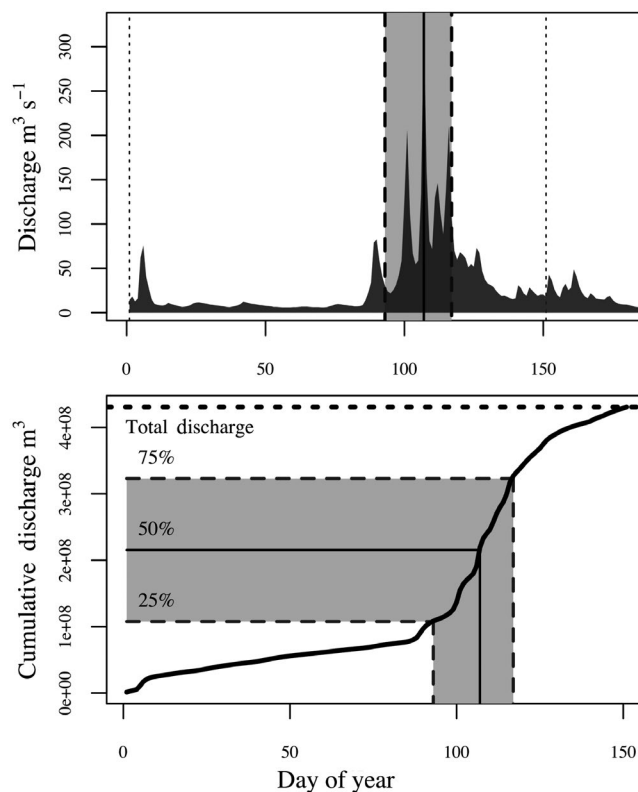 Discharge m³ s⁻¹
300
250
200
150
100
50
0
0 50 100 150
Cumulative discharge m³
4e+08
3e+08
2e+08
1e+08
0e+00
Total discharge
75%
50%
25%
0 50 100 150
Day of year